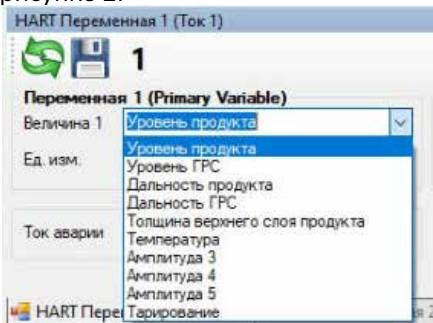 HART Переменная 1 (Ток 1)
1
Переменная 1 (Primary Variable)
Величина 1 Уровень продукта
Ед. изм.
Уровень продукта
Уровень ГРС
Дальность продукта
Дальность ГРС
Толщина верхнего слоя продукта
Температура
Ток аварии
Амплитуда 3
Амплитуда 4
Амплитуда 5
Тарирование
HART Пере